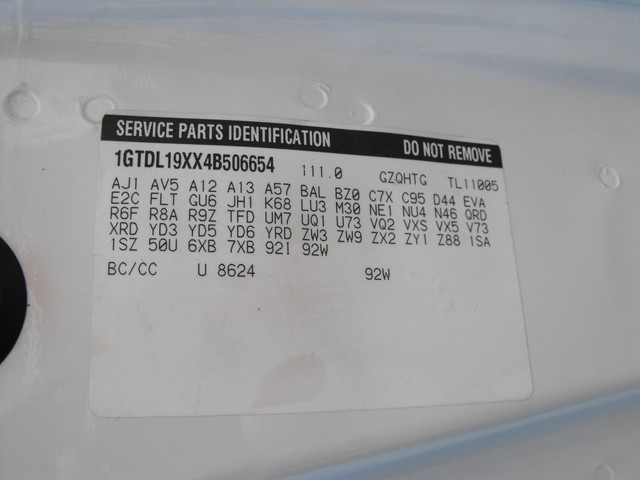 SERVICE PARTS IDENTIFICATION DO NOT REMOVE
1GTDL19XX4B506654 111.0 GZQHTG TL11005
AJ1 AV5 A12 A13 A57 BAL BZ0 C7X C95 D44 EVA
E2C FLT GU6 JH1 K68 LU3 M30 NE1 NU4 N46 QRD
R6F R8A R9Z TFD UM7 UQ1 U73 VQ2 VXS VX5 V73
XRD YD3 YD5 YD6 YRD ZW3 ZW9 ZX2 ZY1 Z88 1SA
1SZ 50U 6XB 7XB 92I 92W
BC/CC U 8624 92W